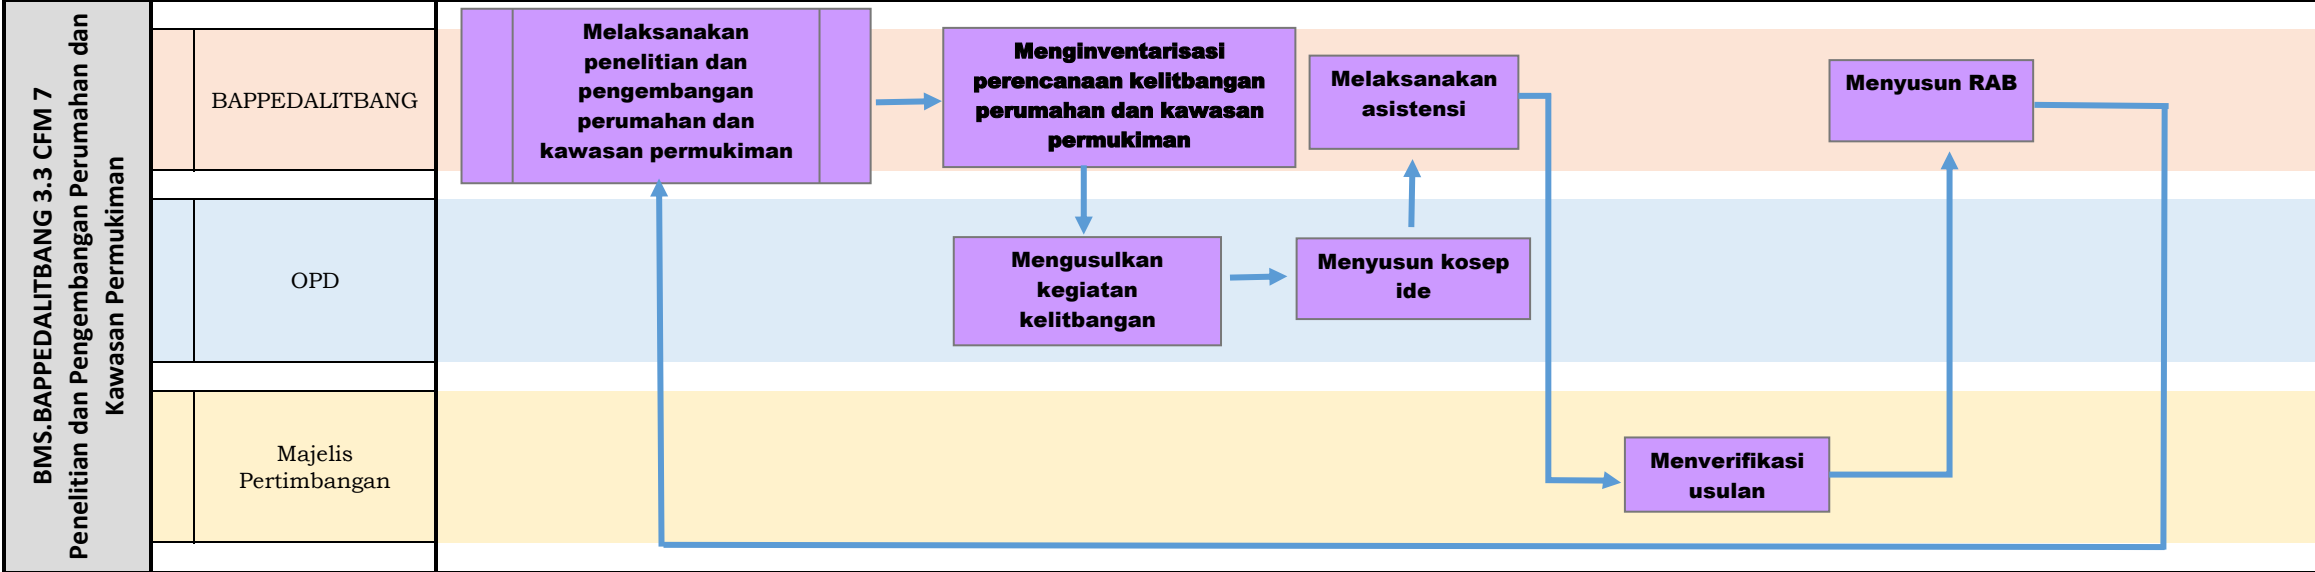 BMS.BAPPEDALITBANG 3.3 CFM 7
Penelitian dan Pengembangan Perumahan dan
Kawasan Permukiman
BAPPEDALITBANG
Melaksanakan
penelitian dan
pengembangan
perumahan dan
kawasan permukiman
Menginventarisasi
perencanaan kelitbangan
perumahan dan kawasan
permukiman
Melaksanakan
asistensi
Menyusun RAB
OPD
Mengusulkan
kegiatan
kelitbangan
Menyusun kosep
ide
Majelis
Pertimbangan
Menverifikasi
usulan